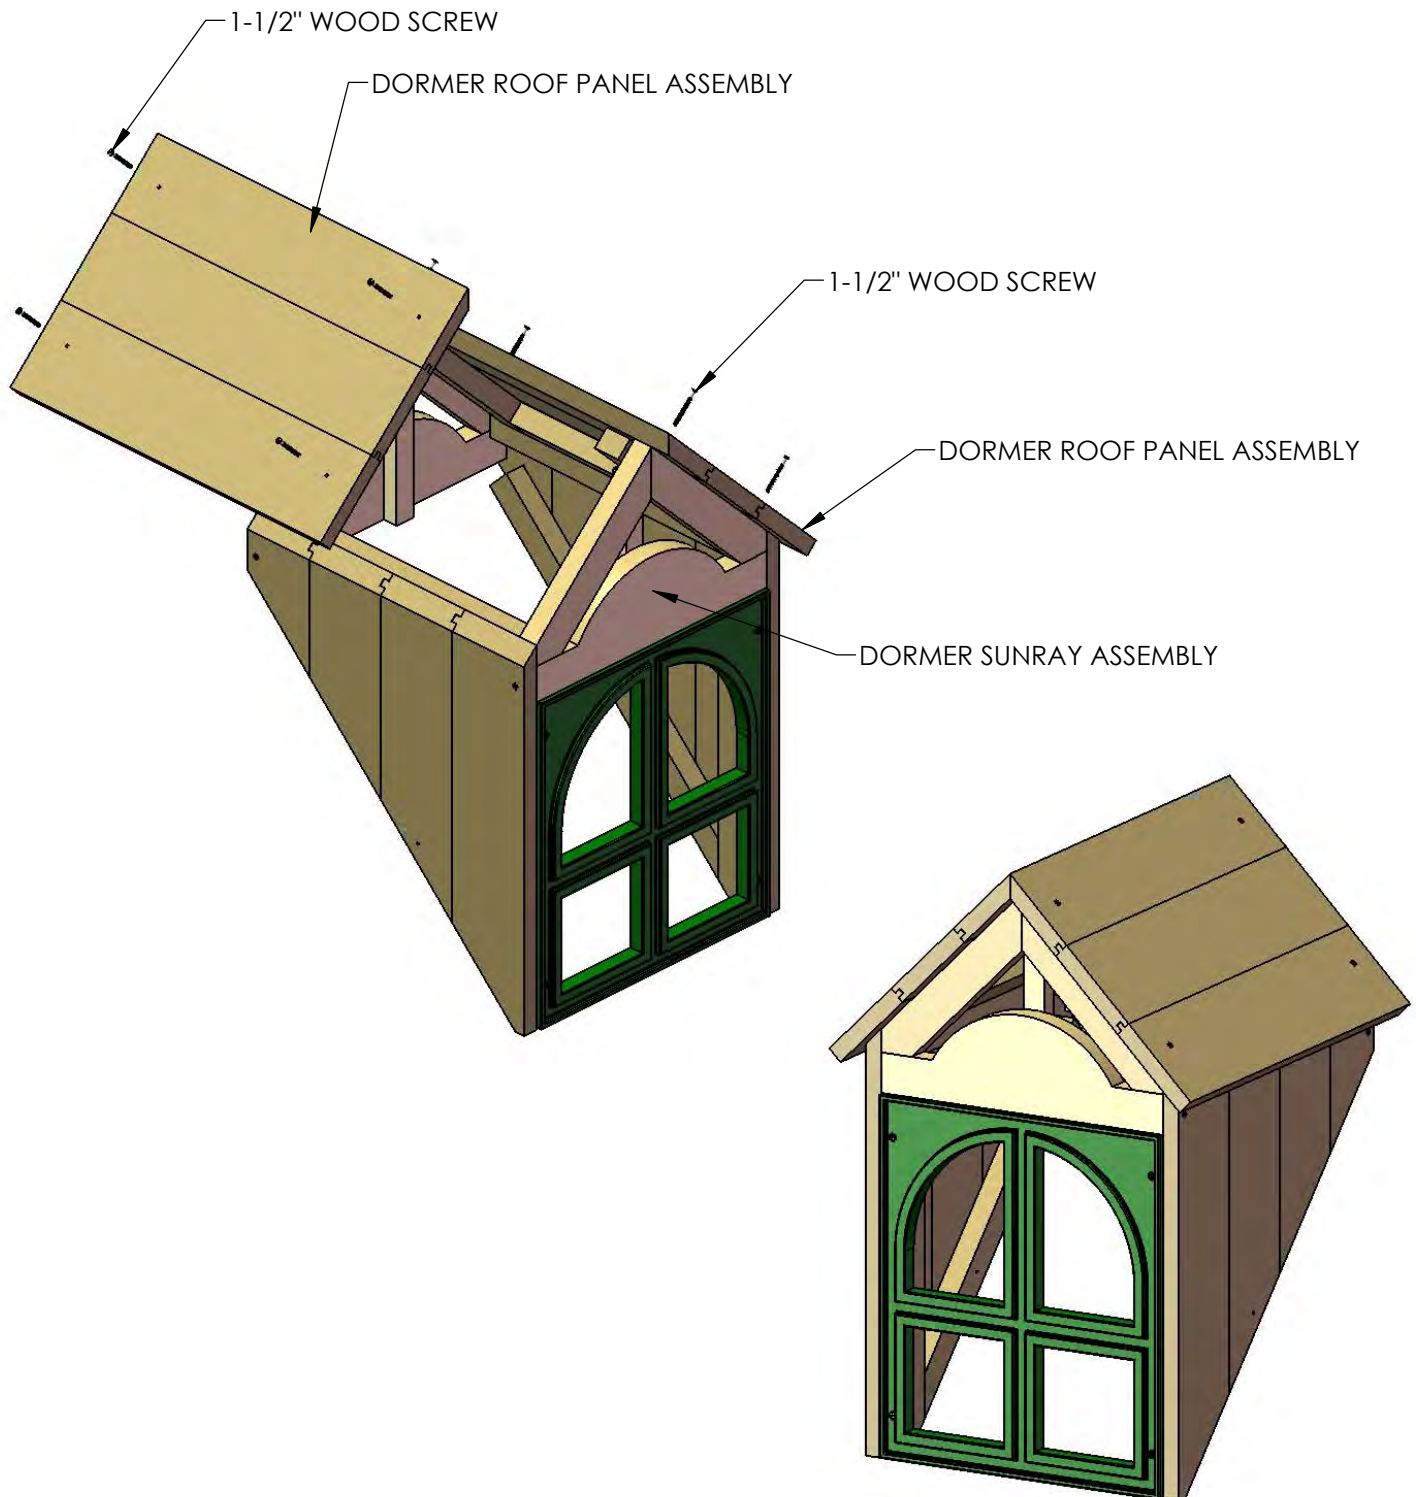 1-1/2" WOOD SCREW
DORMER ROOF PANEL ASSEMBLY
1-1/2" WOOD SCREW
DORMER ROOF PANEL ASSEMBLY
DORMER SUNRAY ASSEMBLY